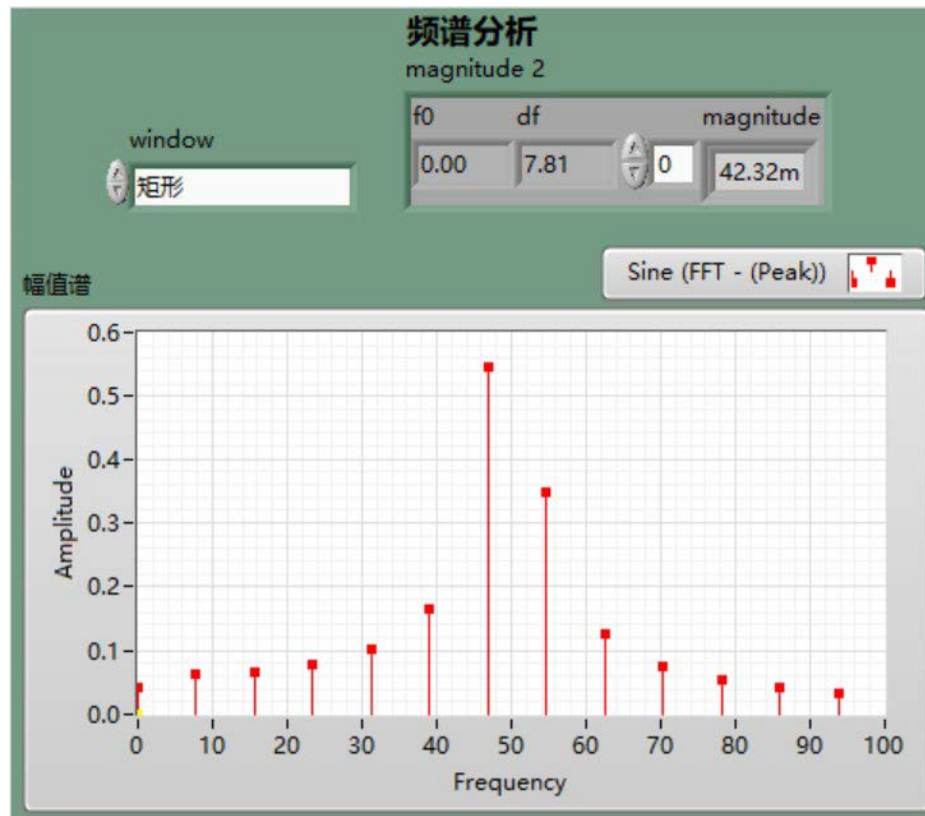 频谱分析
magnitude 2
f0 df magnitude
0.00 7.81 0 42.32m
window
矩形
幅值谱
Sine (FFT - (Peak))
Amplitude
0.6
0.5
0.4
0.3
0.2
0.1
0.0
0 10 20 30 40 50 60 70 80 90 100
Frequency